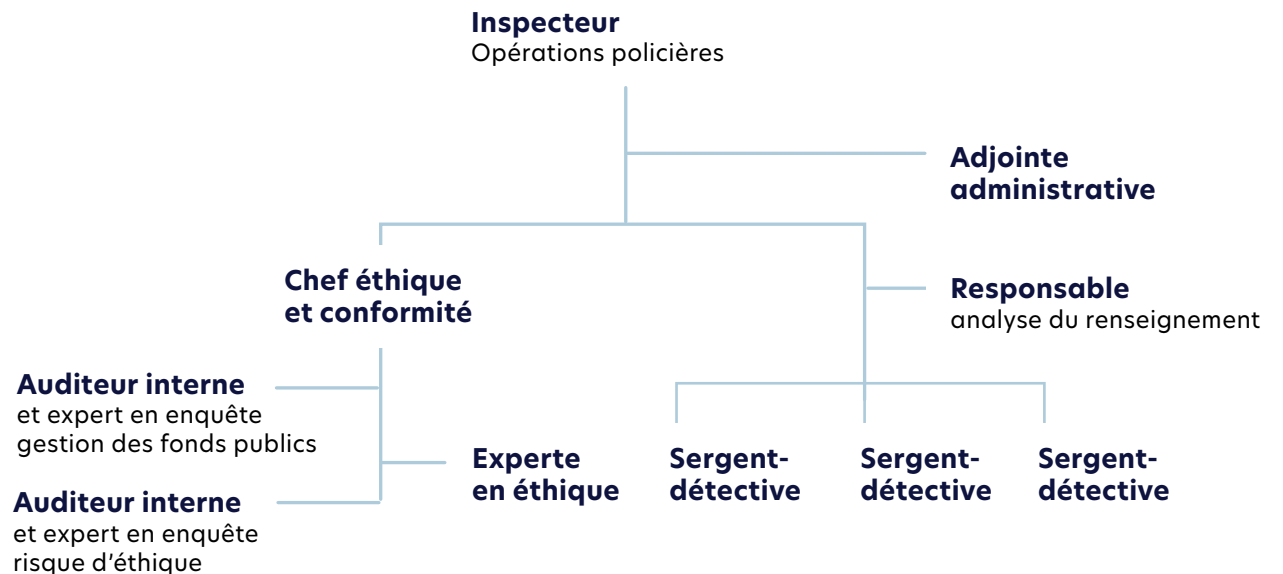 Inspecteur
Opérations policières
Adjointe
administrative
Chef éthique
et conformité
Responsable
analyse du renseignement
Auditeur interne
et expert en enquête
gestion des fonds publics
Experte
en éthique
Sergent-
détective
Sergent-
détective
Sergent-
détective
Auditeur interne
et expert en enquête
risque d’éthique